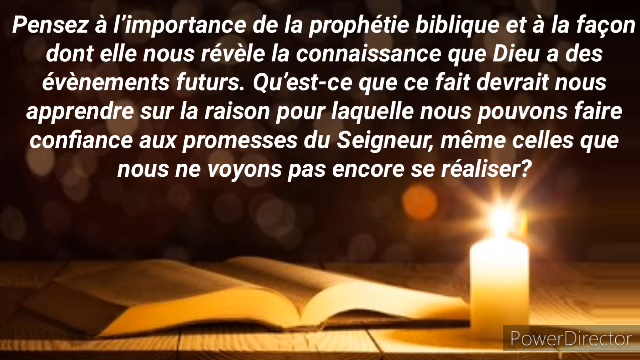 Pensez à l’importance de la prophétie biblique et à la façon
dont elle nous révèle la connaissance que Dieu a des
évènements futurs. Qu’est-ce que ce fait devrait nous
apprendre sur la raison pour laquelle nous pouvons faire
confiance aux promesses du Seigneur, même celles que
nous ne voyons pas encore se réaliser?
PowerDirector